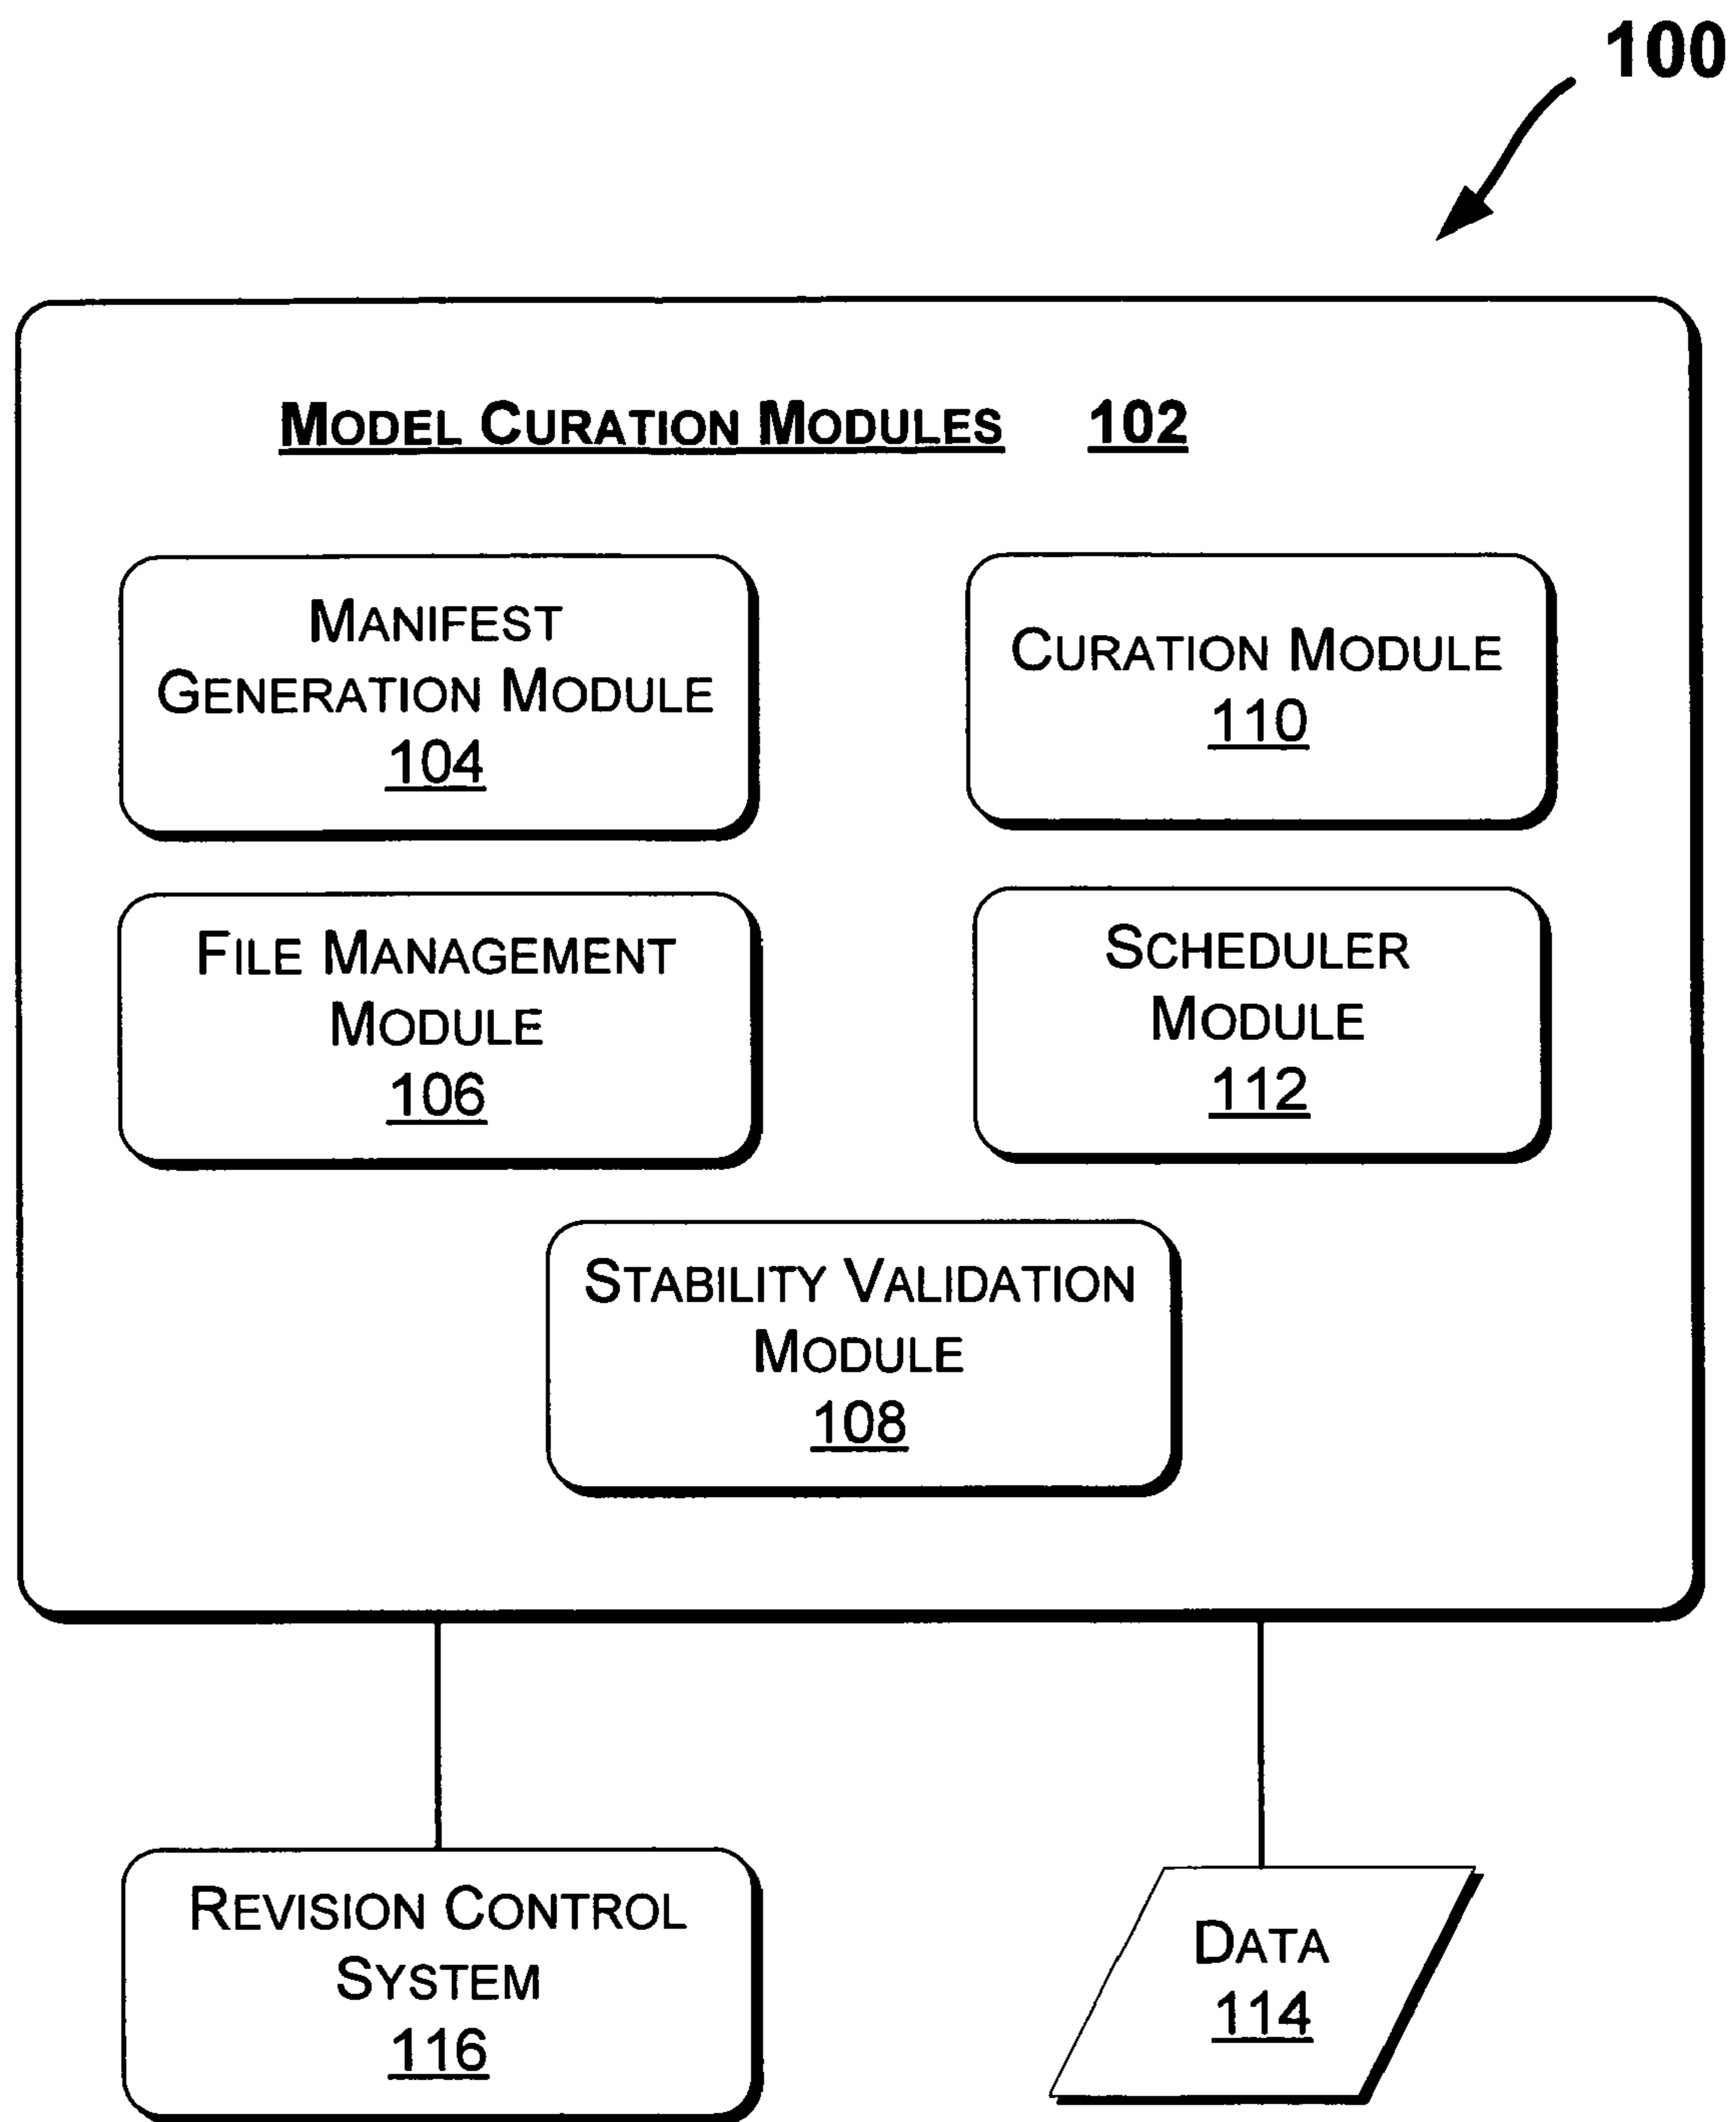 100
MODEL CURATION MODULES 102
MANIFEST
GENERATION MODULE
104
CURATION MODULE
110
FILE MANAGEMENT
MODULE
106
SCHEDULER
MODULE
112
STABILITY VALIDATION
MODULE
108
REVISION CONTROL
SYSTEM
116
DATA
114